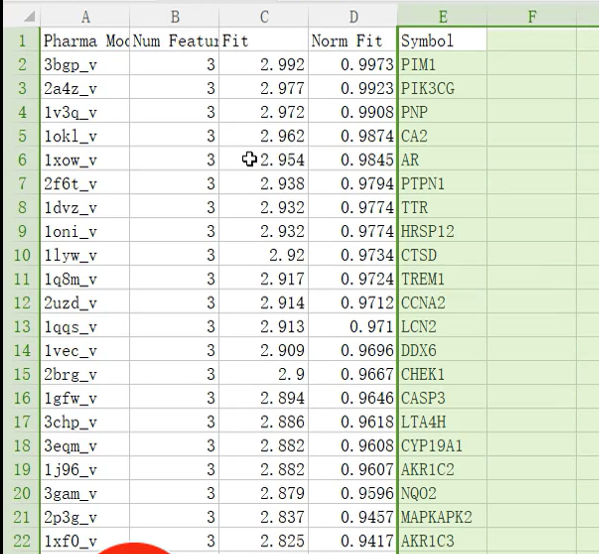 A B C D E F
1 Pharma Mod Num Featur Fit Norm Fit Symbol
2 3bgp_v 3 2.992 0.9973 PIM1
3 2a4z_v 3 2.977 0.9923 PIK3CG
4 1v3q_v 3 2.972 0.9908 PNP
5 1okl_v 3 2.962 0.9874 CA2
6 1xow_v 3 2.954 0.9845 AR
7 2f6t_v 3 2.938 0.9794 PTPN1
8 1dvz_v 3 2.932 0.9774 TTR
9 1oni_v 3 2.932 0.9774 HRSP12
10 1lyw_v 3 2.92 0.9734 CTSD
11 1q8m_v 3 2.917 0.9724 TREM1
12 2uzd_v 3 2.914 0.9712 CCNA2
13 1qqs_v 3 2.913 0.971 LCN2
14 1vec_v 3 2.909 0.9696 DDX6
15 2brg_v 3 2.9 0.9667 CHEK1
16 1gfw_v 3 2.894 0.9646 CASP3
17 3chp_v 3 2.886 0.9618 LTA4H
18 3eqm_v 3 2.882 0.9608 CYP19A1
19 1j96_v 3 2.882 0.9607 AKR1C2
20 3gam_v 3 2.879 0.9596 NQO2
21 2p3g_v 3 2.837 0.9457 MAPKAPK2
22 1xf0_v 3 2.825 0.9417 AKR1C3